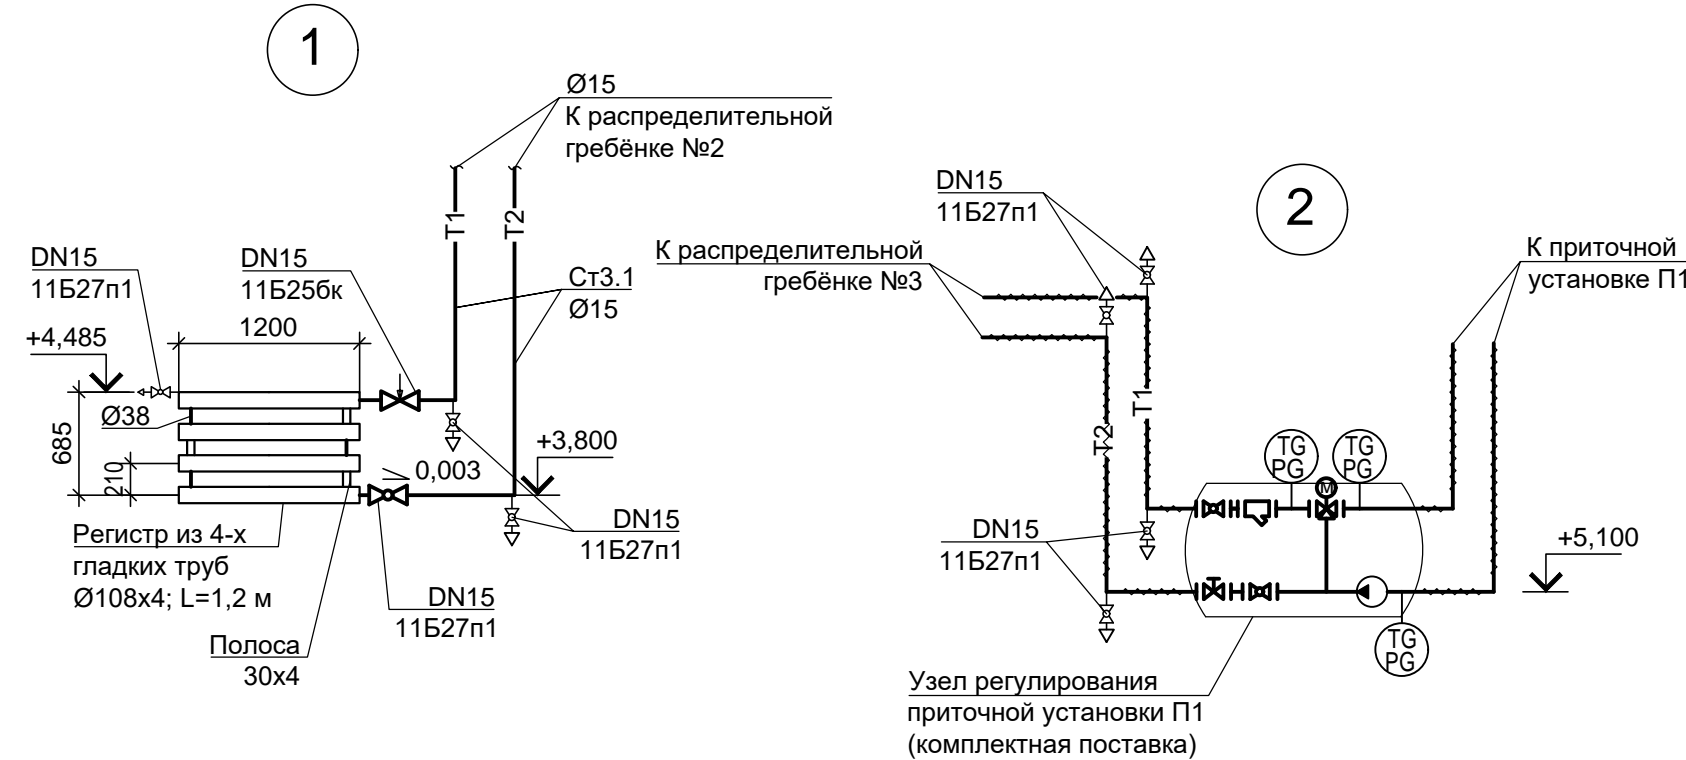 1
Ø15
К распределительной
гребёнке №2
T1
T2
DN15
11Б27п1
DN15
11Б25бк
Ст3.1
Ø15
1200
+4,485
Ø38
685
210
+3,800
0,003
Регистр из 4-х
гладких труб
Ø108x4; L=1,2 м
DN15
11Б27п1
DN15
11Б27п1
Полоса
30x4
2
DN15
11Б27п1
К распределительной
гребёнке №3
К приточной
установке П1
T1
T2
TG
PG
TG
PG
M
DN15
11Б27п1
+5,100
TG
PG
Узел регулирования
приточной установки П1
(комплектная поставка)